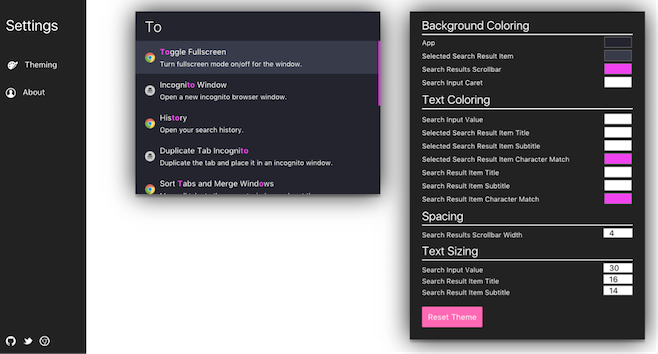 Settings
Theming
About
To
Toggle Fullscreen
Turn fullscreen mode on/off for the window.
Incognito Window
Open a new incognito browser window.
History
Open your search history.
Duplicate Tab Incognito
Duplicate the tab and place it in an incognito window.
Sort Tabs and Merge Windows
Background Coloring
App
Selected Search Result Item
Search Results Scrollbar
Search Input Caret
Text Coloring
Search Input Value
Selected Search Result Item Title
Selected Search Result Item Subtitle
Selected Search Result Item Character Match
Search Result Item Title
Search Result Item Subtitle
Search Result Item Character Match
Spacing
Search Results Scrollbar Width 4
Text Sizing
Search Input Value 30
Search Result Item Title 16
Search Result Item Subtitle 14
Reset Theme